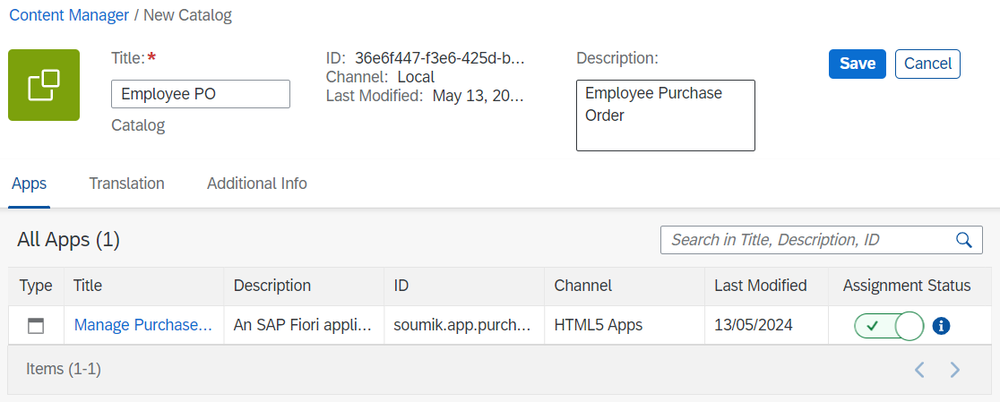 Content Manager / New Catalog
Title:*
Employee PO
Catalog
ID: 36e6f447-f3e6-425d-b...
Channel: Local
Last Modified: May 13, 20...
Description:
Employee Purchase
Order
Save
Cancel
Apps Translation Additional Info
All Apps (1)
Search in Title, Description, ID
Type Title Description ID Channel Last Modified Assignment Status
Manage Purchase... An SAP Fiori appli... soumik.app.purch... HTML5 Apps 13/05/2024
Items (1-1)